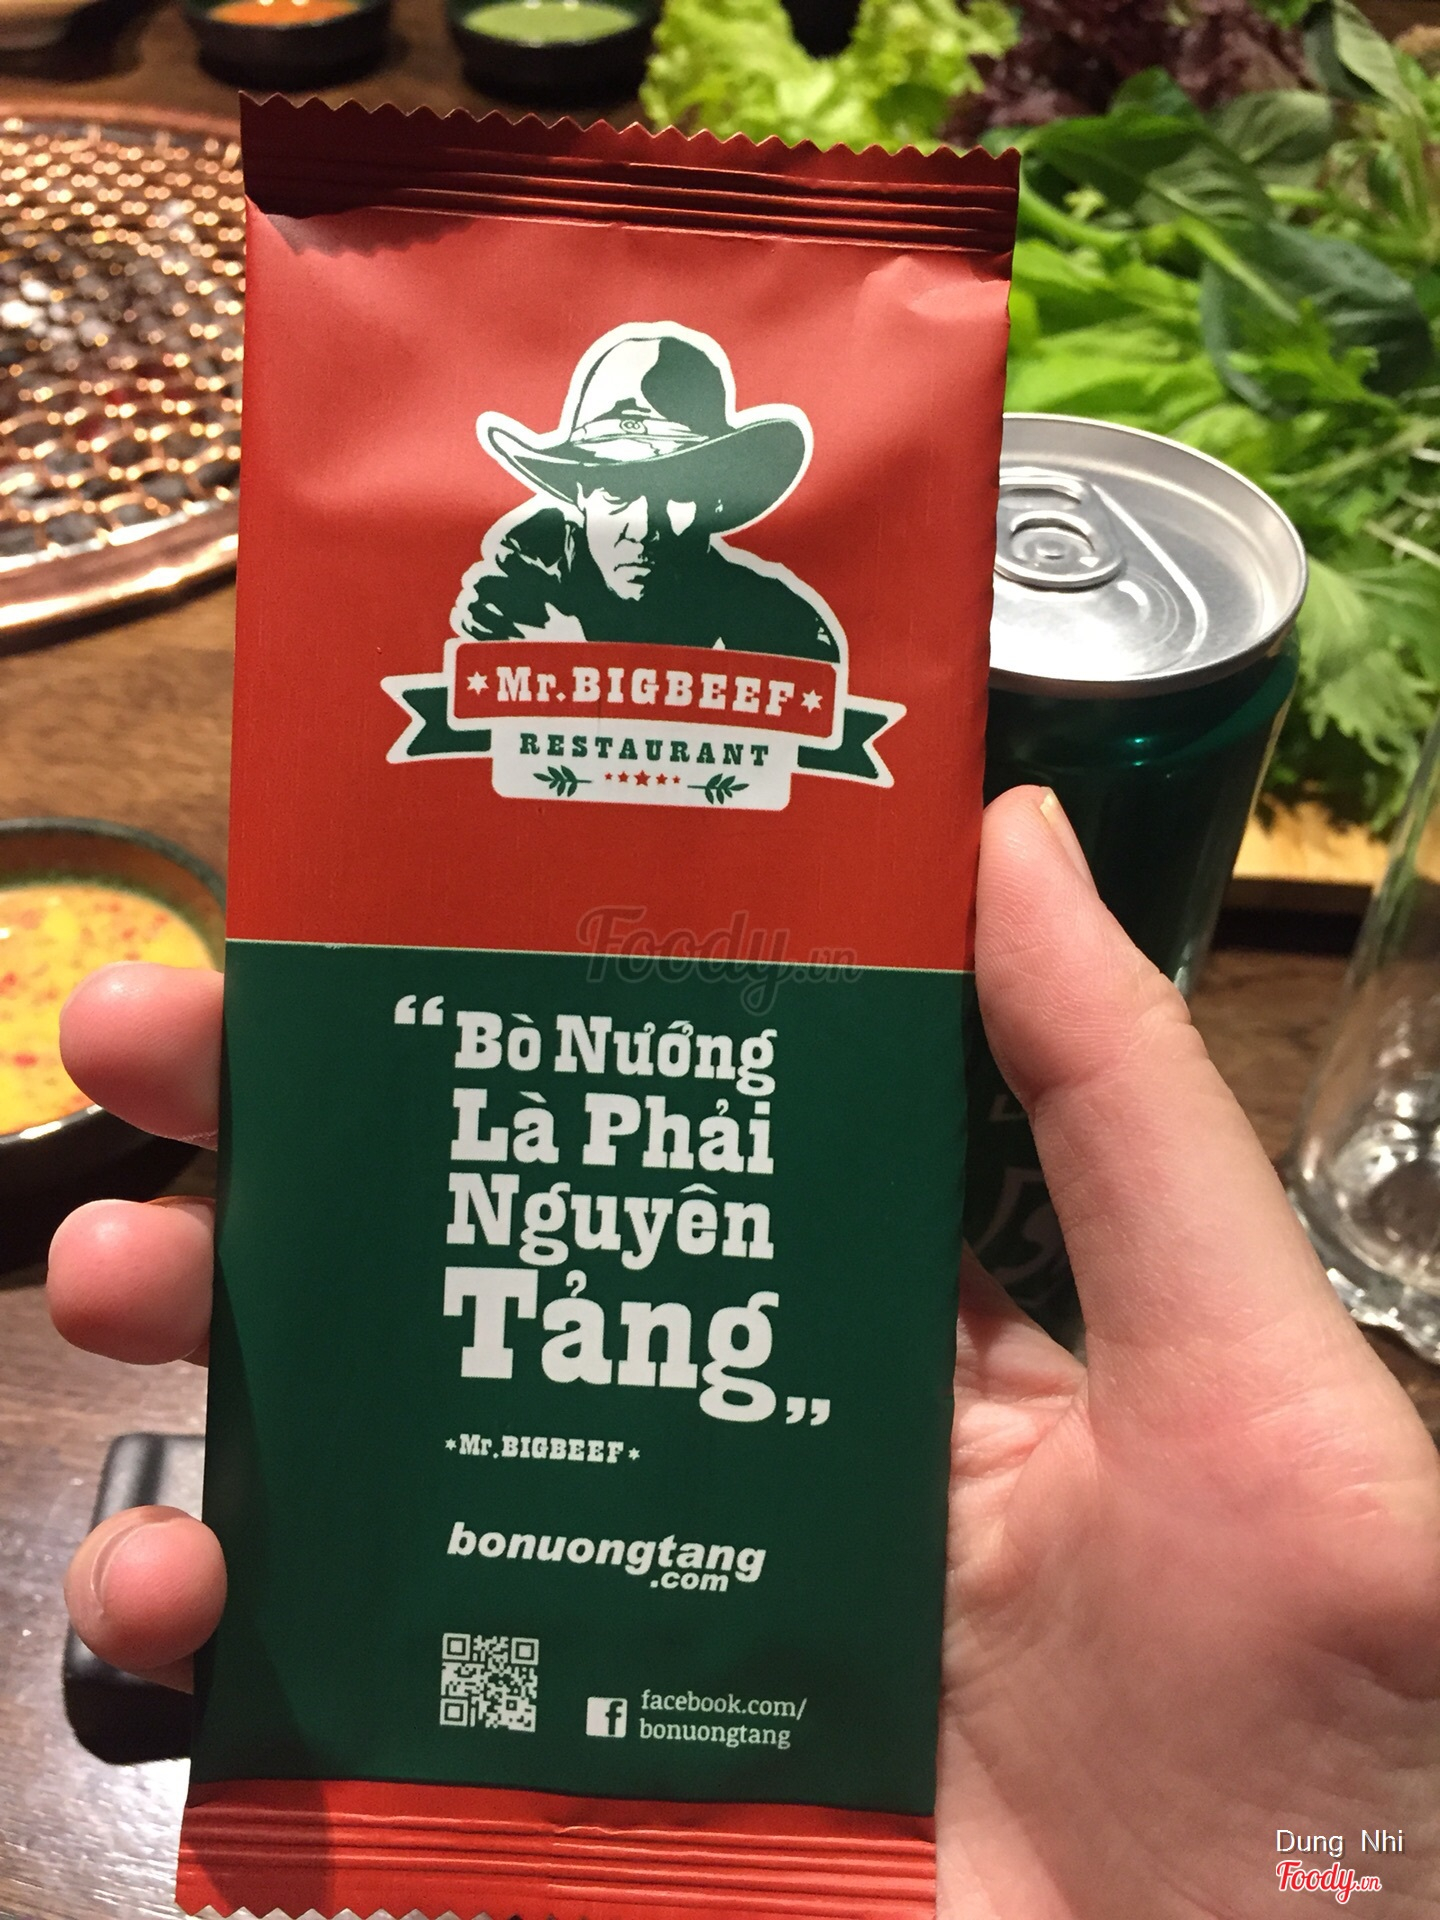 Mr.BIGBEEF
RESTAURANT
Foody.vn
“Bò Nướng
Là Phải
Nguyên
Tảng„
*Mr.BIGBEEF*
bonuongtang
.com
f facebook.com/
bonuongtang
Dung Nhi
Foody.vn